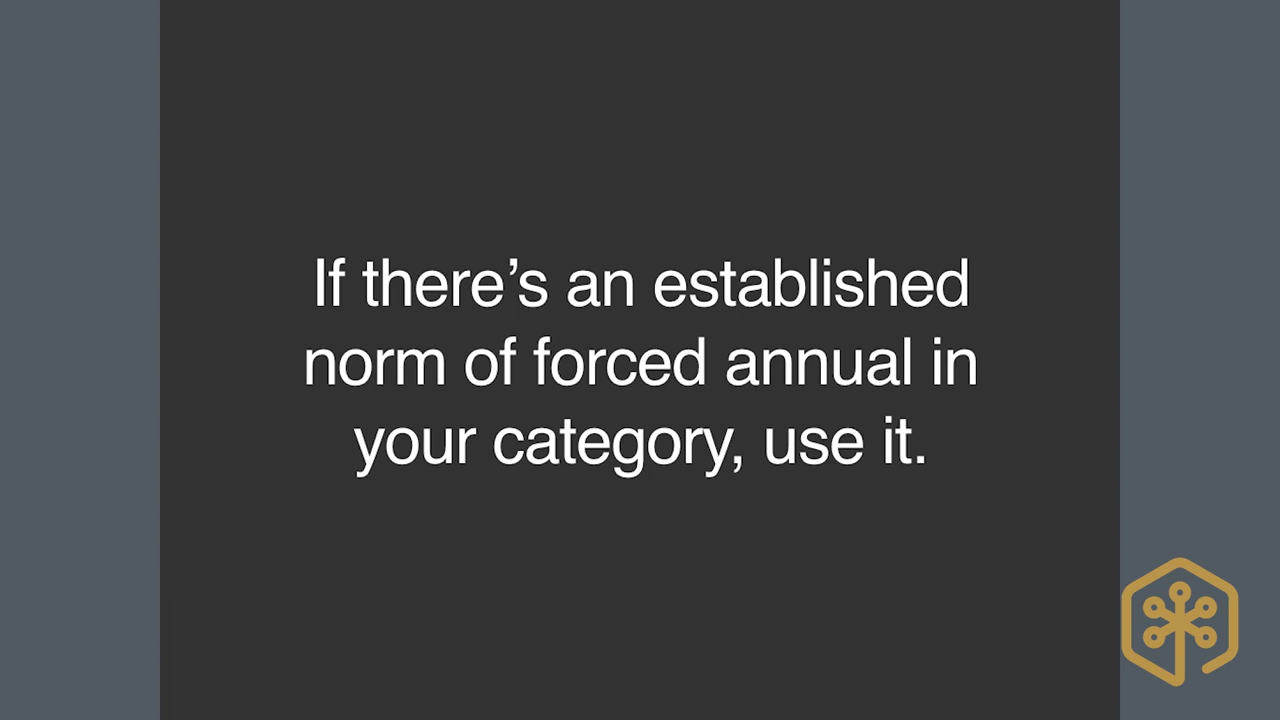 If there’s an established
norm of forced annual in
your category, use it.